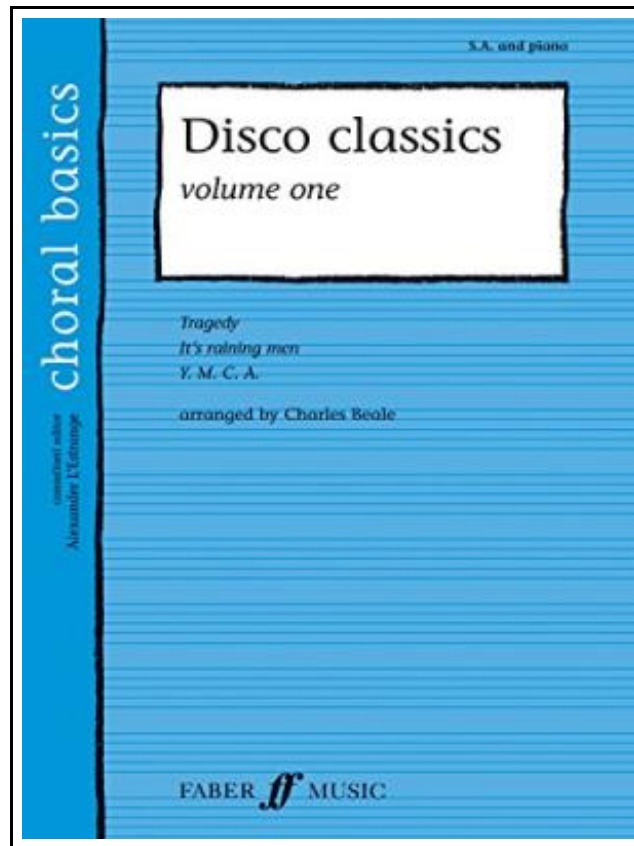 S.A. and piano
Disco classics
volume one
Tragedy
It's raining men
Y. M. C. A.
arranged by Charles Beale
choral basics
consultant editor
Alexander L'Estrange
FABER ff MUSIC